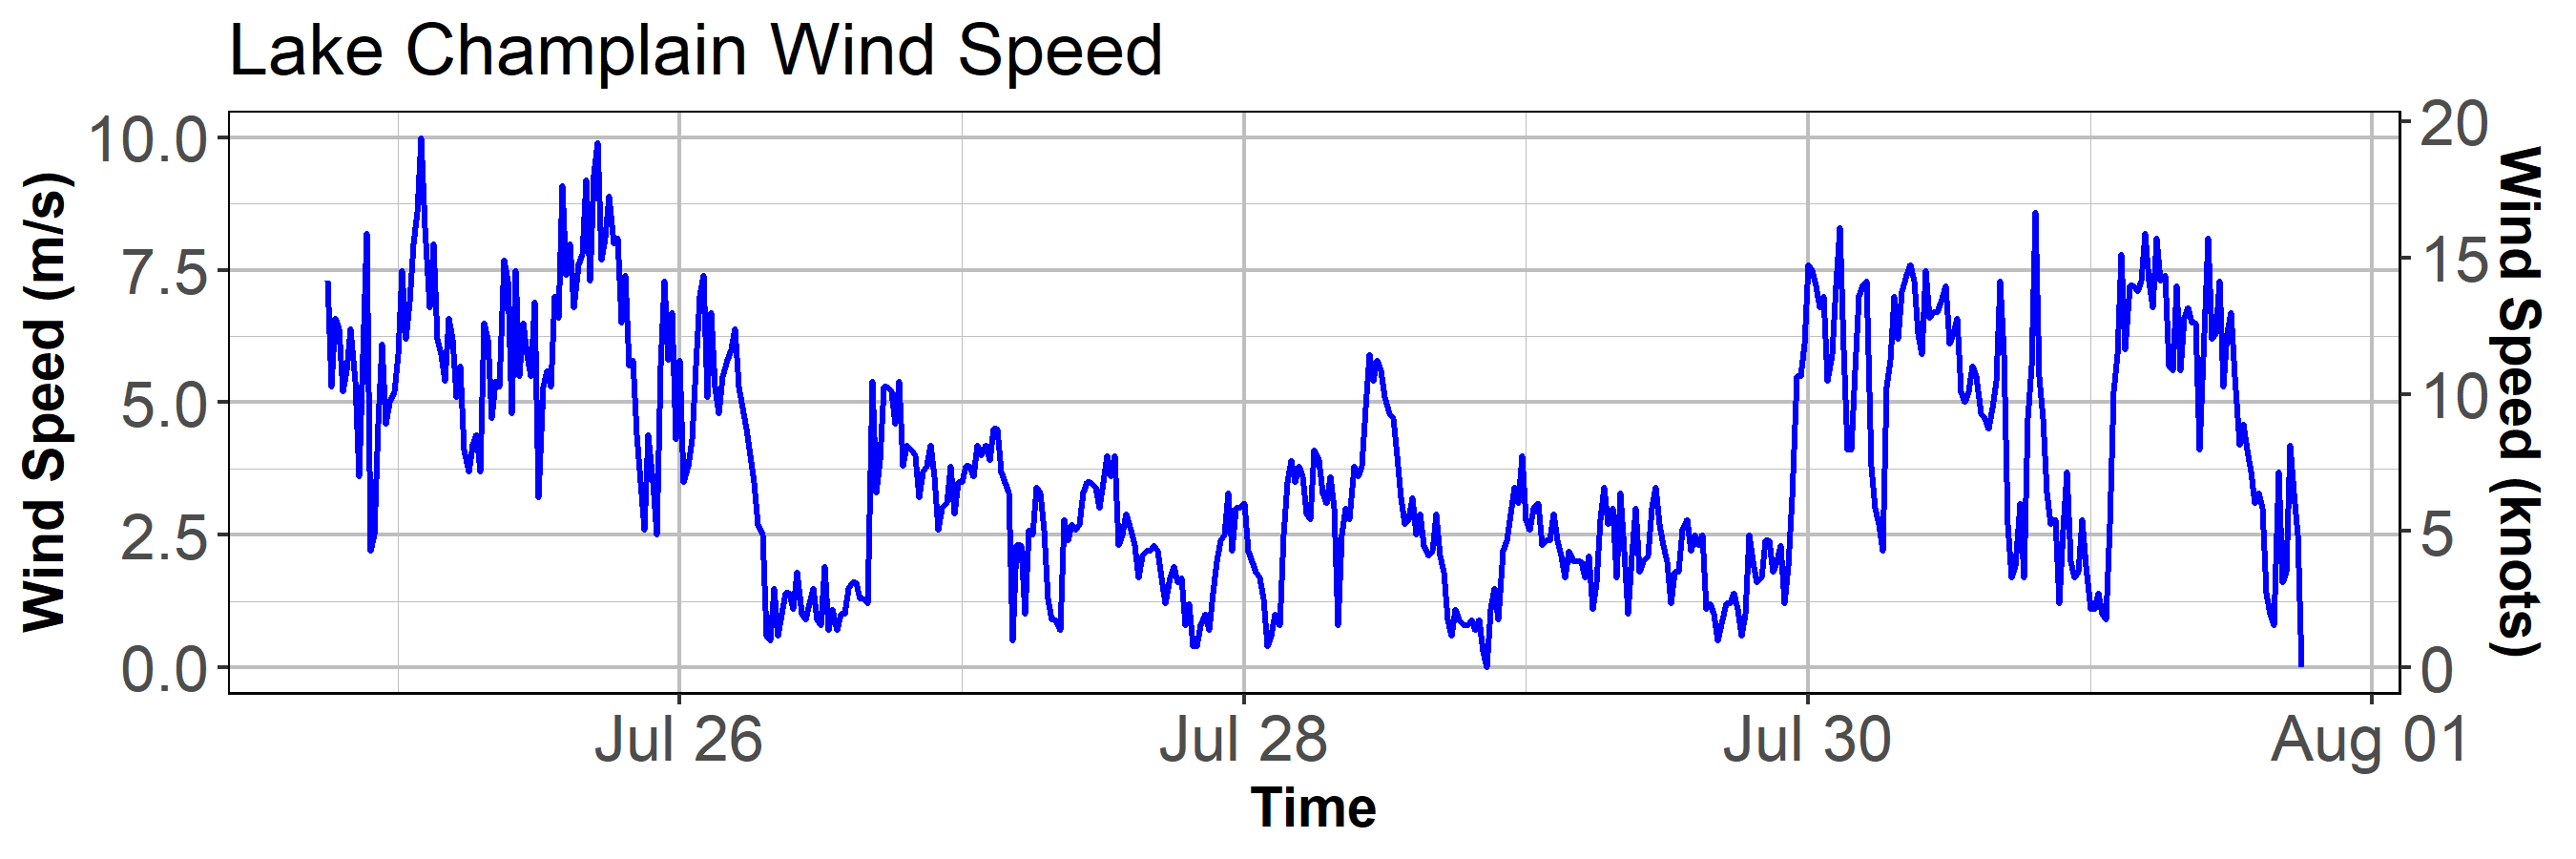 Lake Champlain Wind Speed
Wind Speed (m/s)
10.0
7.5
5.0
2.5
0.0
20
15
10
5
0
Wind Speed (knots)
Jul 26
Jul 28
Jul 30
Aug 01
Time